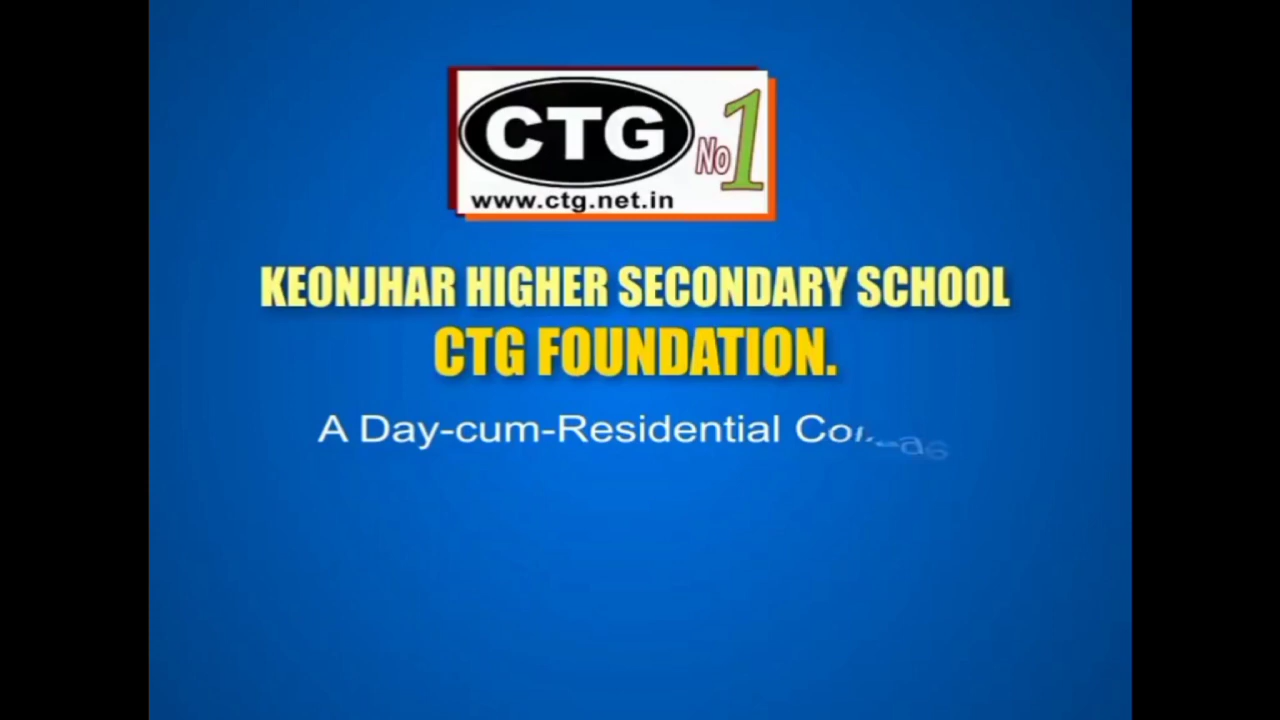 CTG
No 1
www.ctg.net.in
KEONJHAR HIGHER SECONDARY SCHOOL
CTG FOUNDATION.
A Day-cum-Residential